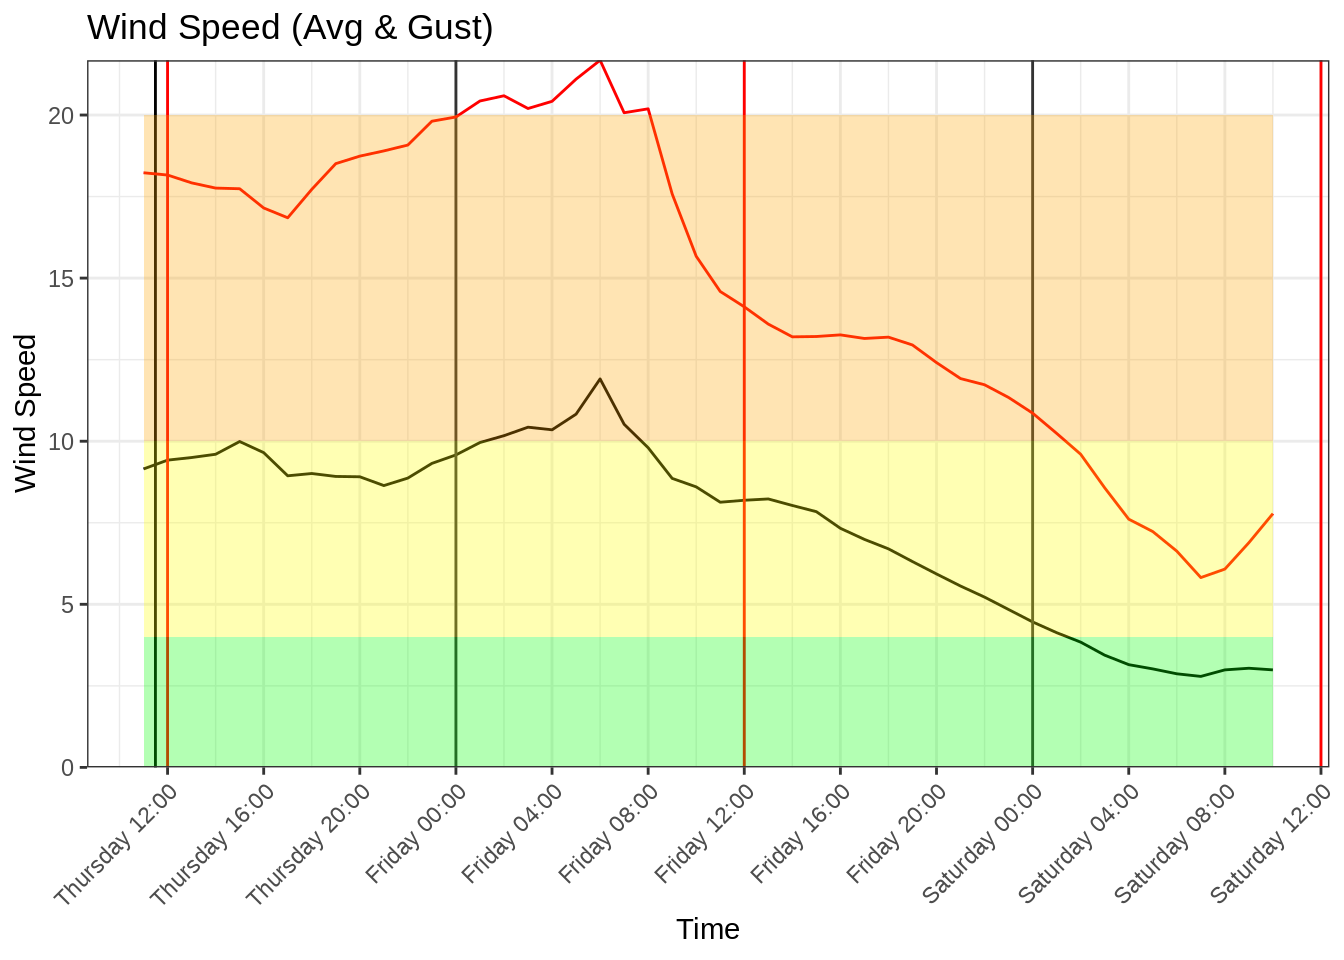 Wind Speed (Avg & Gust)
Wind Speed
20
15
10
5
0
Thursday 12:00
Thursday 16:00
Thursday 20:00
Friday 00:00
Friday 04:00
Friday 08:00
Friday 12:00
Friday 16:00
Friday 20:00
Saturday 00:00
Saturday 04:00
Saturday 08:00
Saturday 12:00
Time